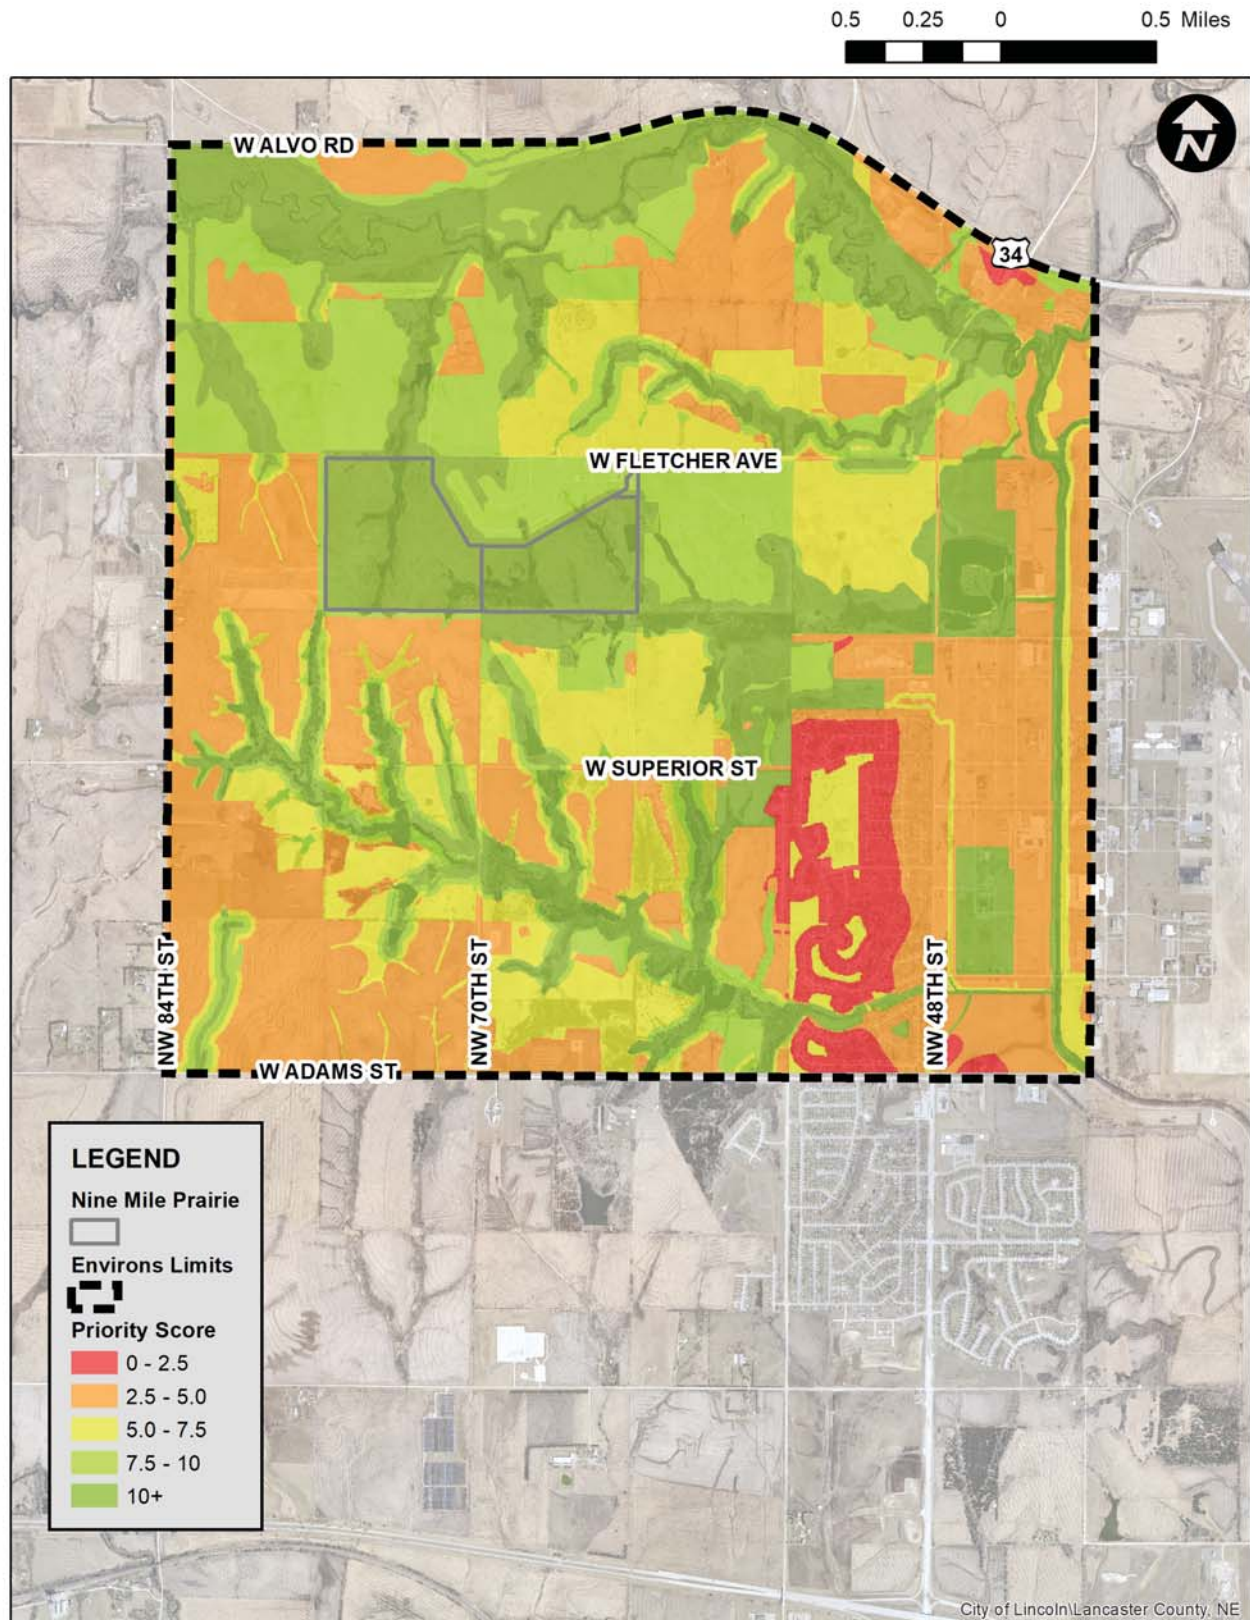 0.5 0.25 0 0.5 Miles
N
W ALVO RD
34
W FLETCHER AVE
W SUPERIOR ST
NW 84TH ST
NW 70TH ST
NW 48TH ST
W ADAMS ST
LEGEND
Nine Mile Prairie
Environs Limits
Priority Score
0 - 2.5
2.5 - 5.0
5.0 - 7.5
7.5 - 10
10+
City of Lincoln\Lancaster County, NE